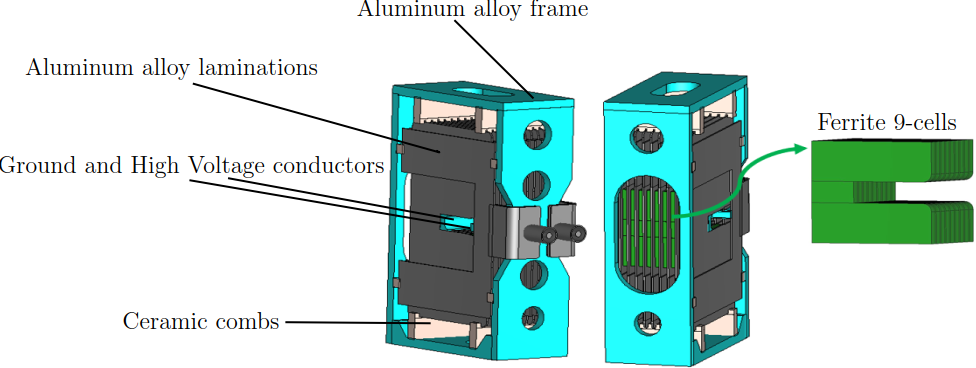 Aluminum alloy frame
Aluminum alloy laminations
Ferrite 9-cells
Ground and High Voltage conductors
Ceramic combs